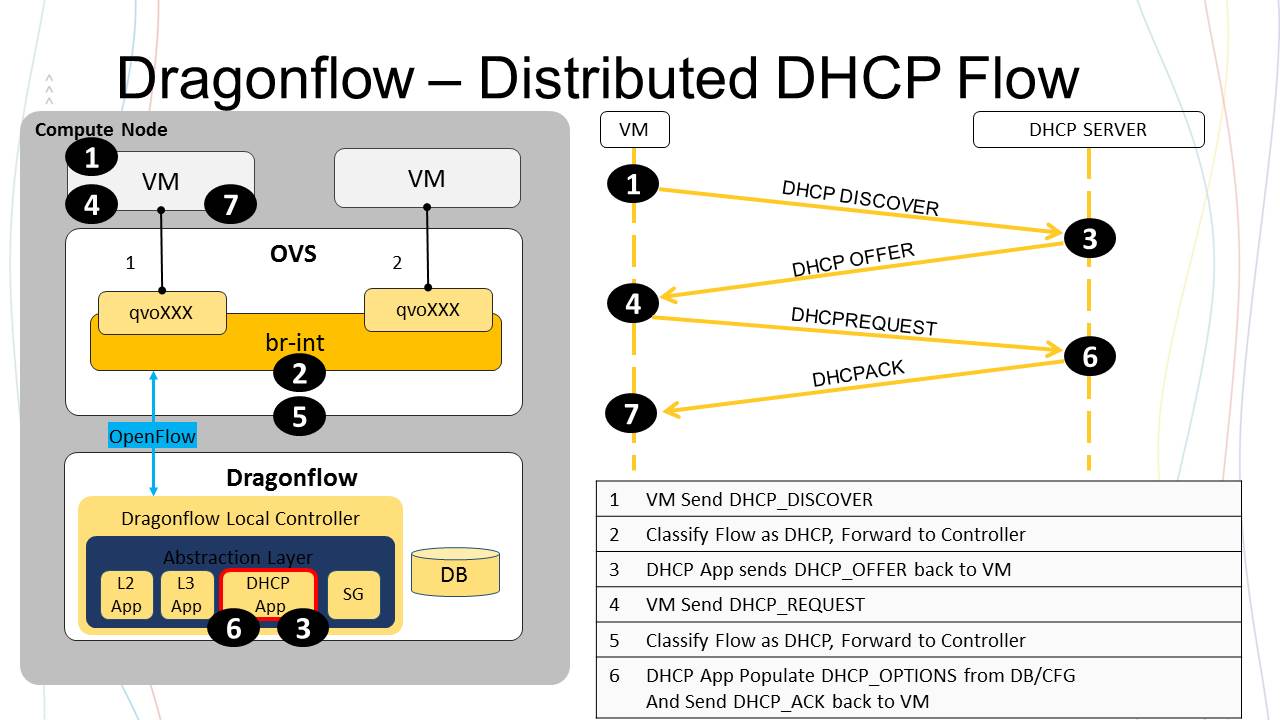 Dragonflow – Distributed DHCP Flow
Compute Node
1
VM
4
7
VM
OVS
1
2
qvoXXX
qvoXXX
br-int
2
5
OpenFlow
Dragonflow
Dragonflow Local Controller
Abstraction Layer
L2
App
L3
App
DHCP
App
SG
6
3
DB
VM
DHCP SERVER
1
DHCP DISCOVER
3
DHCP OFFER
4
DHCPREQUEST
6
DHCPACK
7
1 VM Send DHCP_DISCOVER
2 Classify Flow as DHCP, Forward to Controller
3 DHCP App sends DHCP_OFFER back to VM
4 VM Send DHCP_REQUEST
5 Classify Flow as DHCP, Forward to Controller
6 DHCP App Populate DHCP_OPTIONS from DB/CFG
And Send DHCP_ACK back to VM